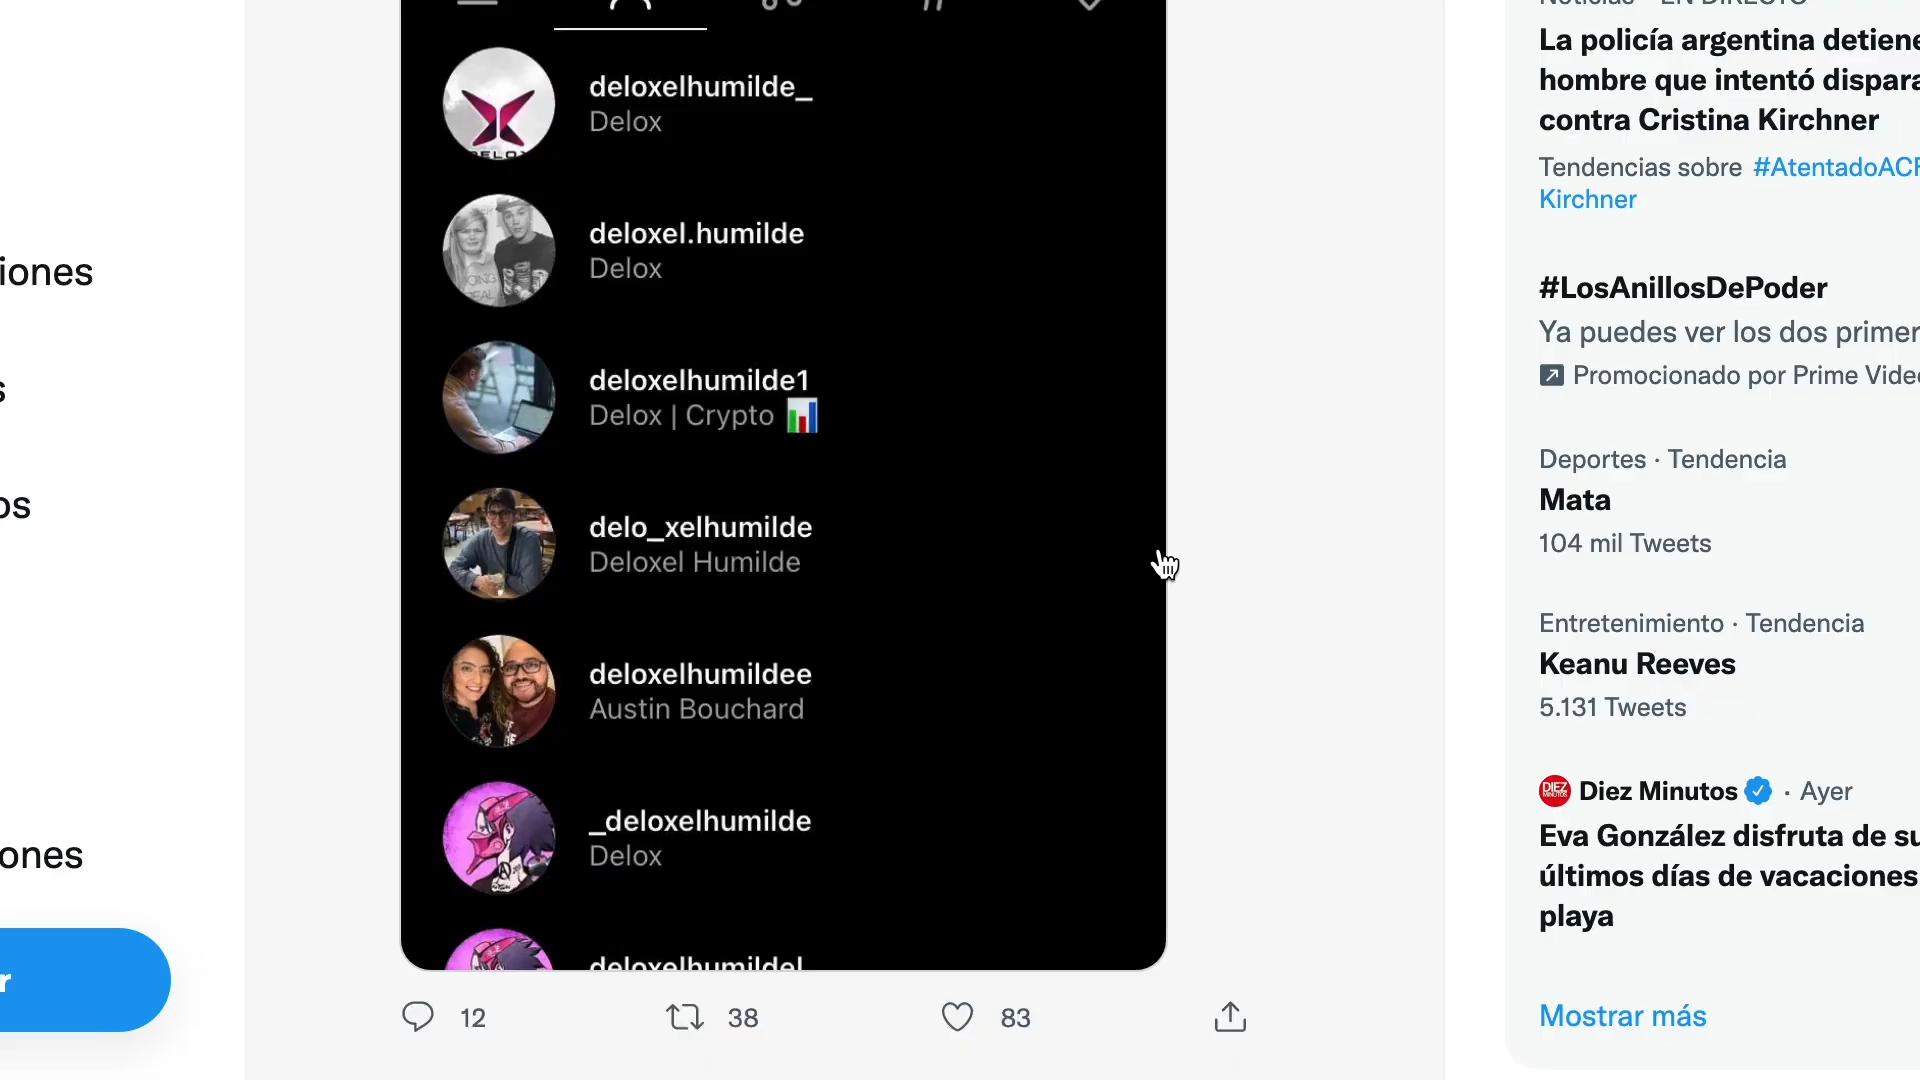 iones
s
os
ones
r
deloxelhumilde_
Delox
deloxel.humilde
Delox
deloxelhumilde1
Delox | Crypto 📊
delo_xelhumilde
Deloxel Humilde
deloxelhumildee
Austin Bouchard
_deloxelhumilde
Delox
deloxelhumildel
12
38
83
Noticias · EN DIRECTO
La policía argentina detiene
hombre que intentó dispara
contra Cristina Kirchner
Tendencias sobre #AtentadoACF
Kirchner
#LosAnillosDePoder
Ya puedes ver los dos primer
Promocionado por Prime Vide
Deportes · Tendencia
Mata
104 mil Tweets
Entretenimiento · Tendencia
Keanu Reeves
5.131 Tweets
Diez Minutos · Ayer
Eva González disfruta de su
últimos días de vacaciones
playa
Mostrar más